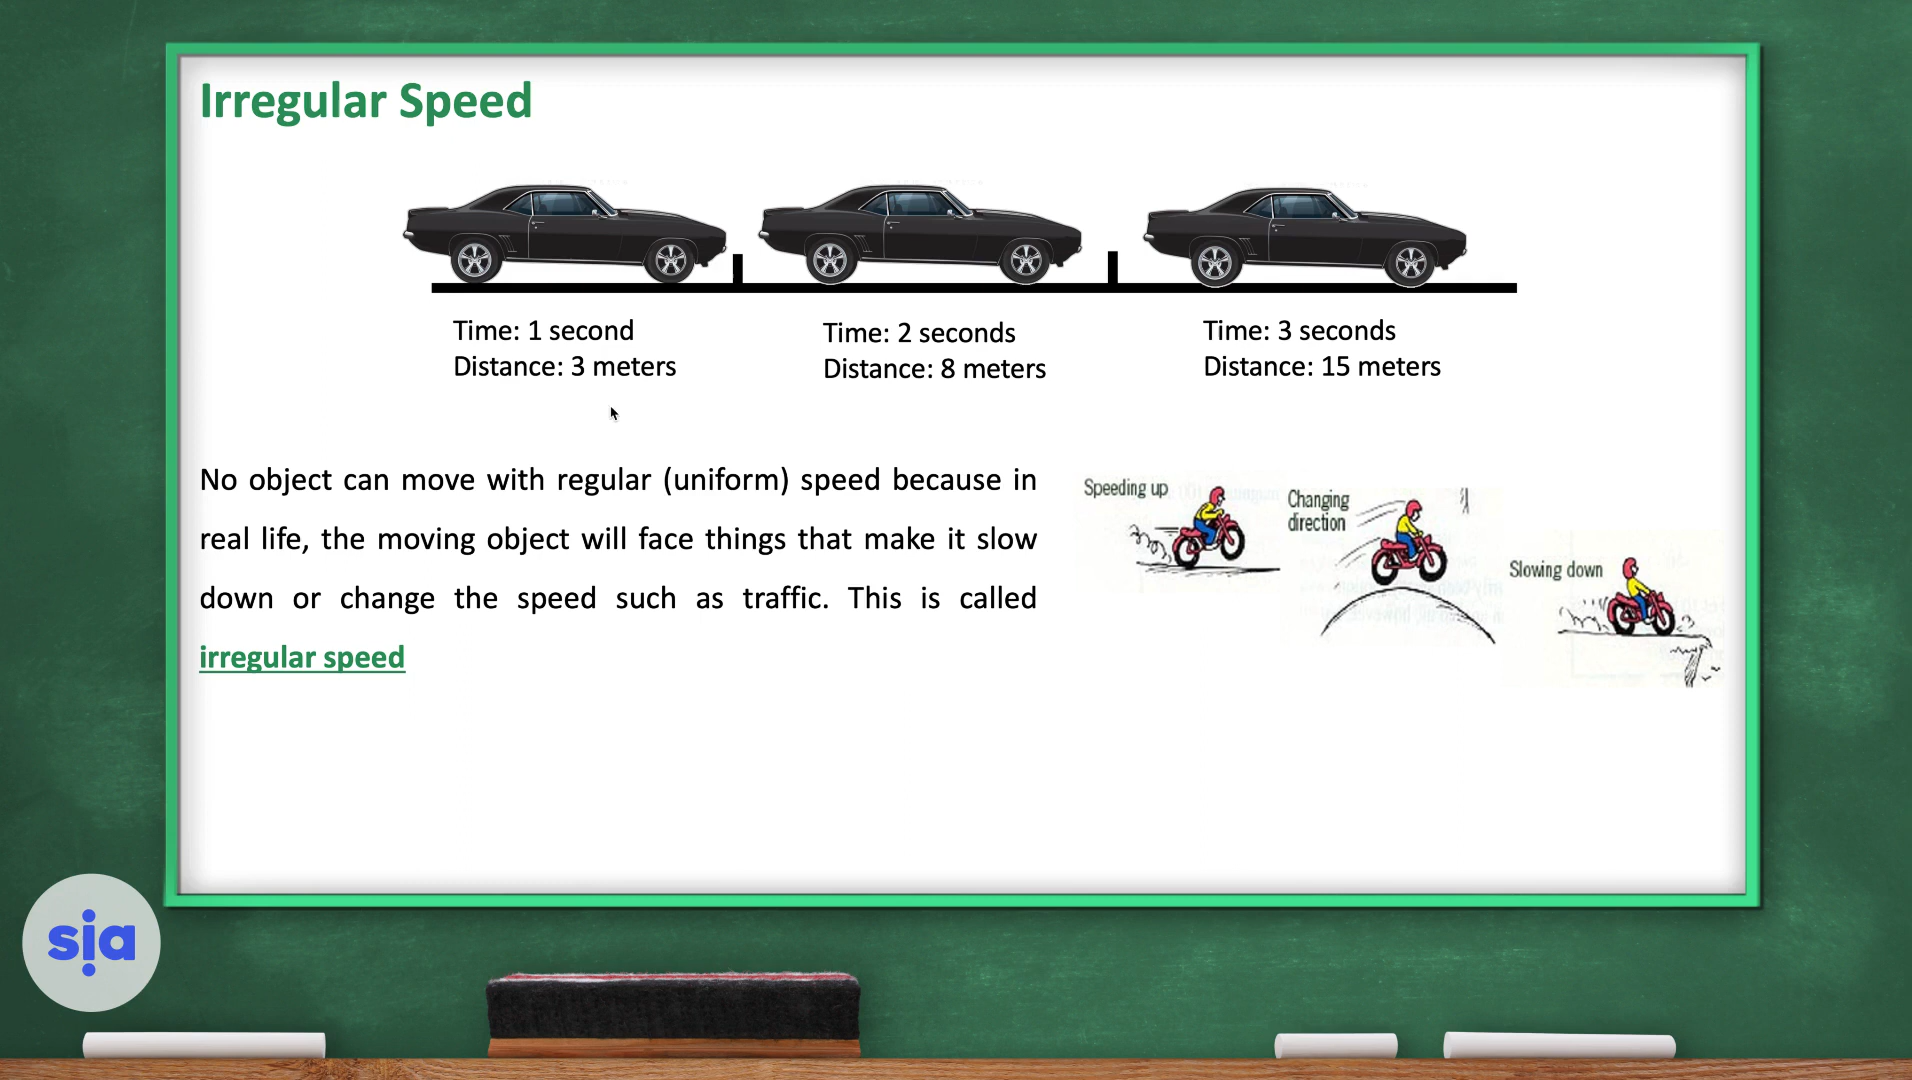 Irregular Speed
Time: 1 second
Distance: 3 meters
Time: 2 seconds
Distance: 8 meters
Time: 3 seconds
Distance: 15 meters
No object can move with regular (uniform) speed because in
real life, the moving object will face things that make it slow
down or change the speed such as traffic. This is called
irregular speed
Speeding up
Changing
direction
Slowing down
sia